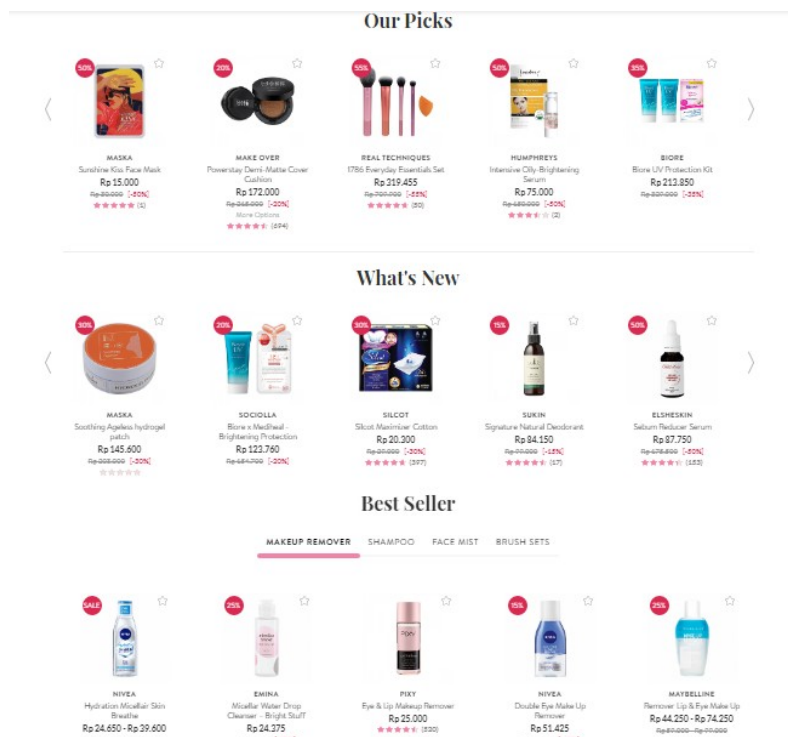 Our Picks
50%
20%
55%
50%
35%
MASKA
Sunshine Kiss Face Mask
Rp 15.000
[-50%]
(1)
MAKE OVER
Powerstay Demi-Matte Cover
Cushion
Rp 172.000
[-20%]
More Options
(694)
REAL TECHNIQUES
1786 Everyday Essentials Set
Rp 319.455
[-55%]
(50)
HUMPHREYS
Intensive Oily-Brightening
Serum
Rp 75.000
[-50%]
(2)
BIORE
Biore UV Protection Kit
Rp 213.850
[-35%]
What's New
30%
20%
30%
15%
50%
MASKA
Soothing Ageless hydrogel
patch
Rp 145.600
[-30%]
SOCIOLLA
Biore x Mediheal -
Brightening Protection
Rp 123.760
[-20%]
SILCOT
Silcot Maximizer Cotton
Rp 20.300
[-30%]
(397)
SUKIN
Signature Natural Deodorant
Rp 84.150
[-15%]
(17)
ELSHESKIN
Sebum Reducer Serum
Rp 87.750
[-50%]
(153)
Best Seller
MAKEUP REMOVER SHAMPOO FACE MIST BRUSH SETS
SALE
25%
15%
25%
NIVEA
Hydration Micellair Skin
Breathe
Rp 24.650 - Rp 39.600
EMINA
Micellar Water Drop
Cleanser - Bright Stuff
Rp 24.375
PIXY
Eye & Lip Makeup Remover
Rp 25.000
(530)
NIVEA
Double Eye Make Up
Remover
Rp 51.425
MAYBELLINE
Remover Lip & Eye Make Up
Rp 44.250 - Rp 74.250